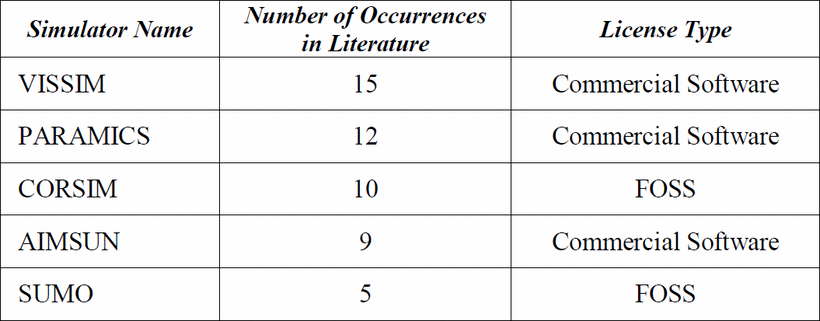 Simulator Name Number of Occurrences in Literature License Type
VISSIM 15 Commercial Software
PARAMICS 12 Commercial Software
CORSIM 10 FOSS
AIMSUN 9 Commercial Software
SUMO 5 FOSS